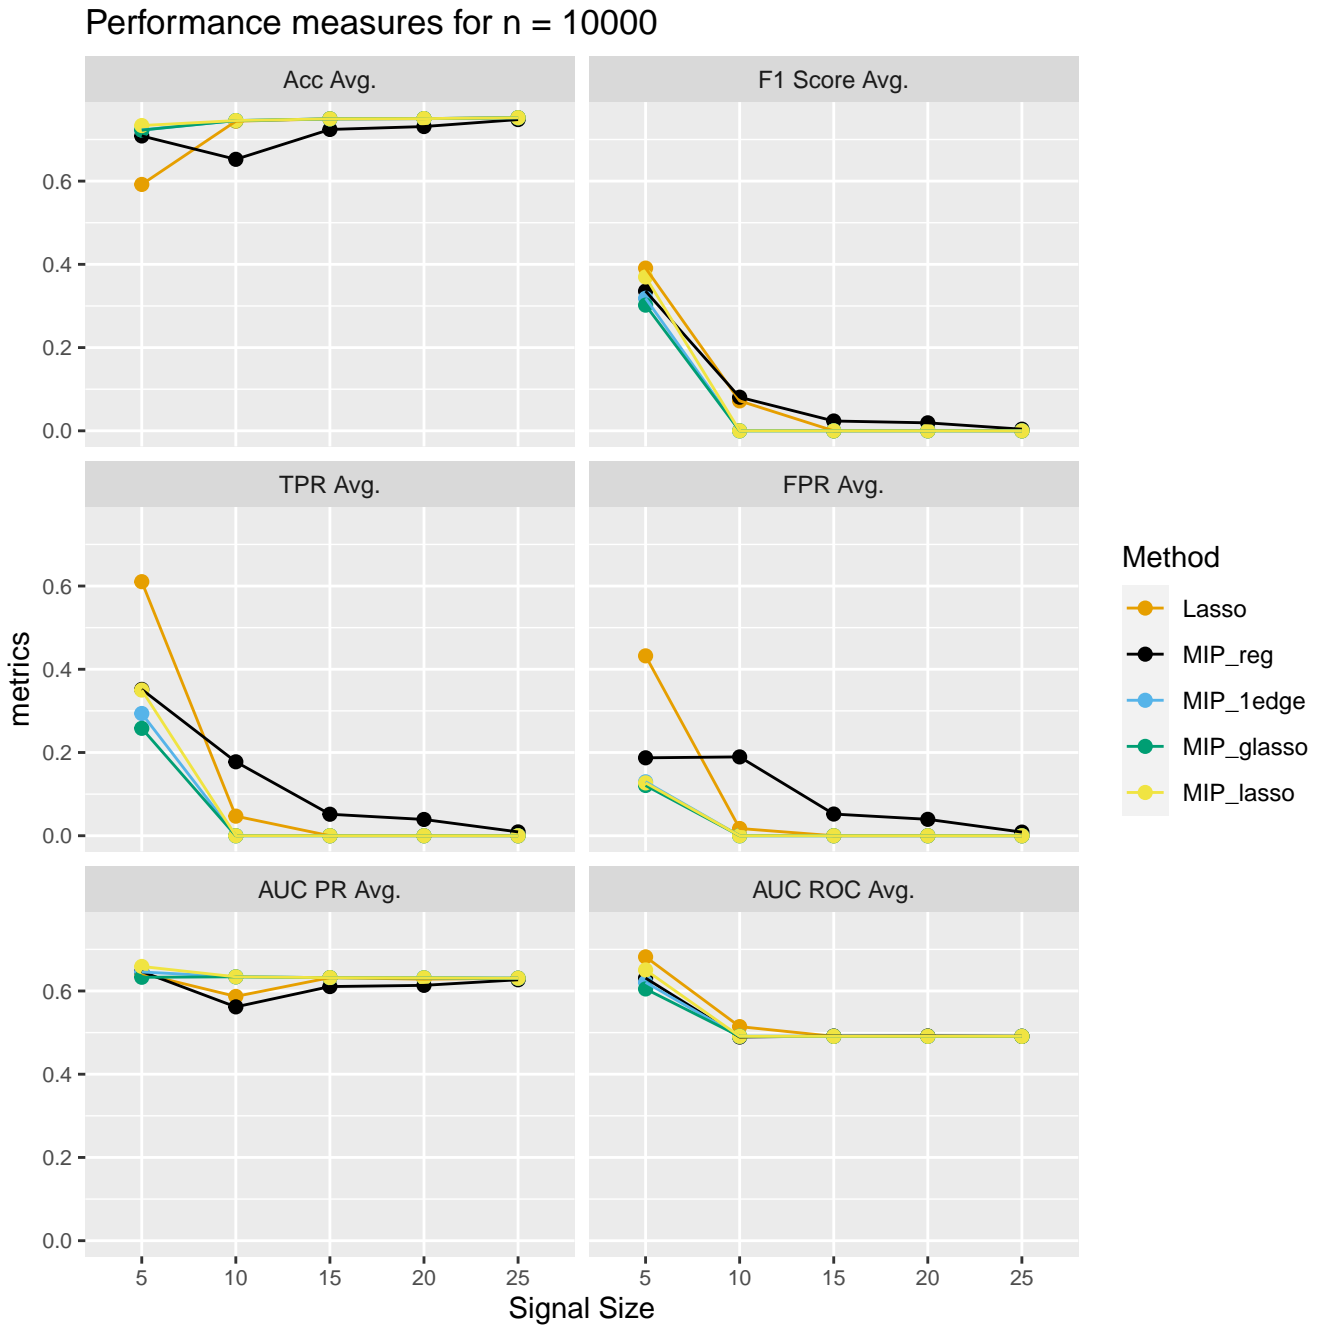 Performance measures for n = 10000
Acc Avg.
F1 Score Avg.
0.6
0.4
0.2
0.0
TPR Avg.
FPR Avg.
0.6
0.4
0.2
0.0
metrics
AUC PR Avg.
AUC ROC Avg.
0.6
0.4
0.2
0.0
5 10 15 20 25
5 10 15 20 25
Signal Size
Method
Lasso
MIP_reg
MIP_1edge
MIP_glasso
MIP_lasso